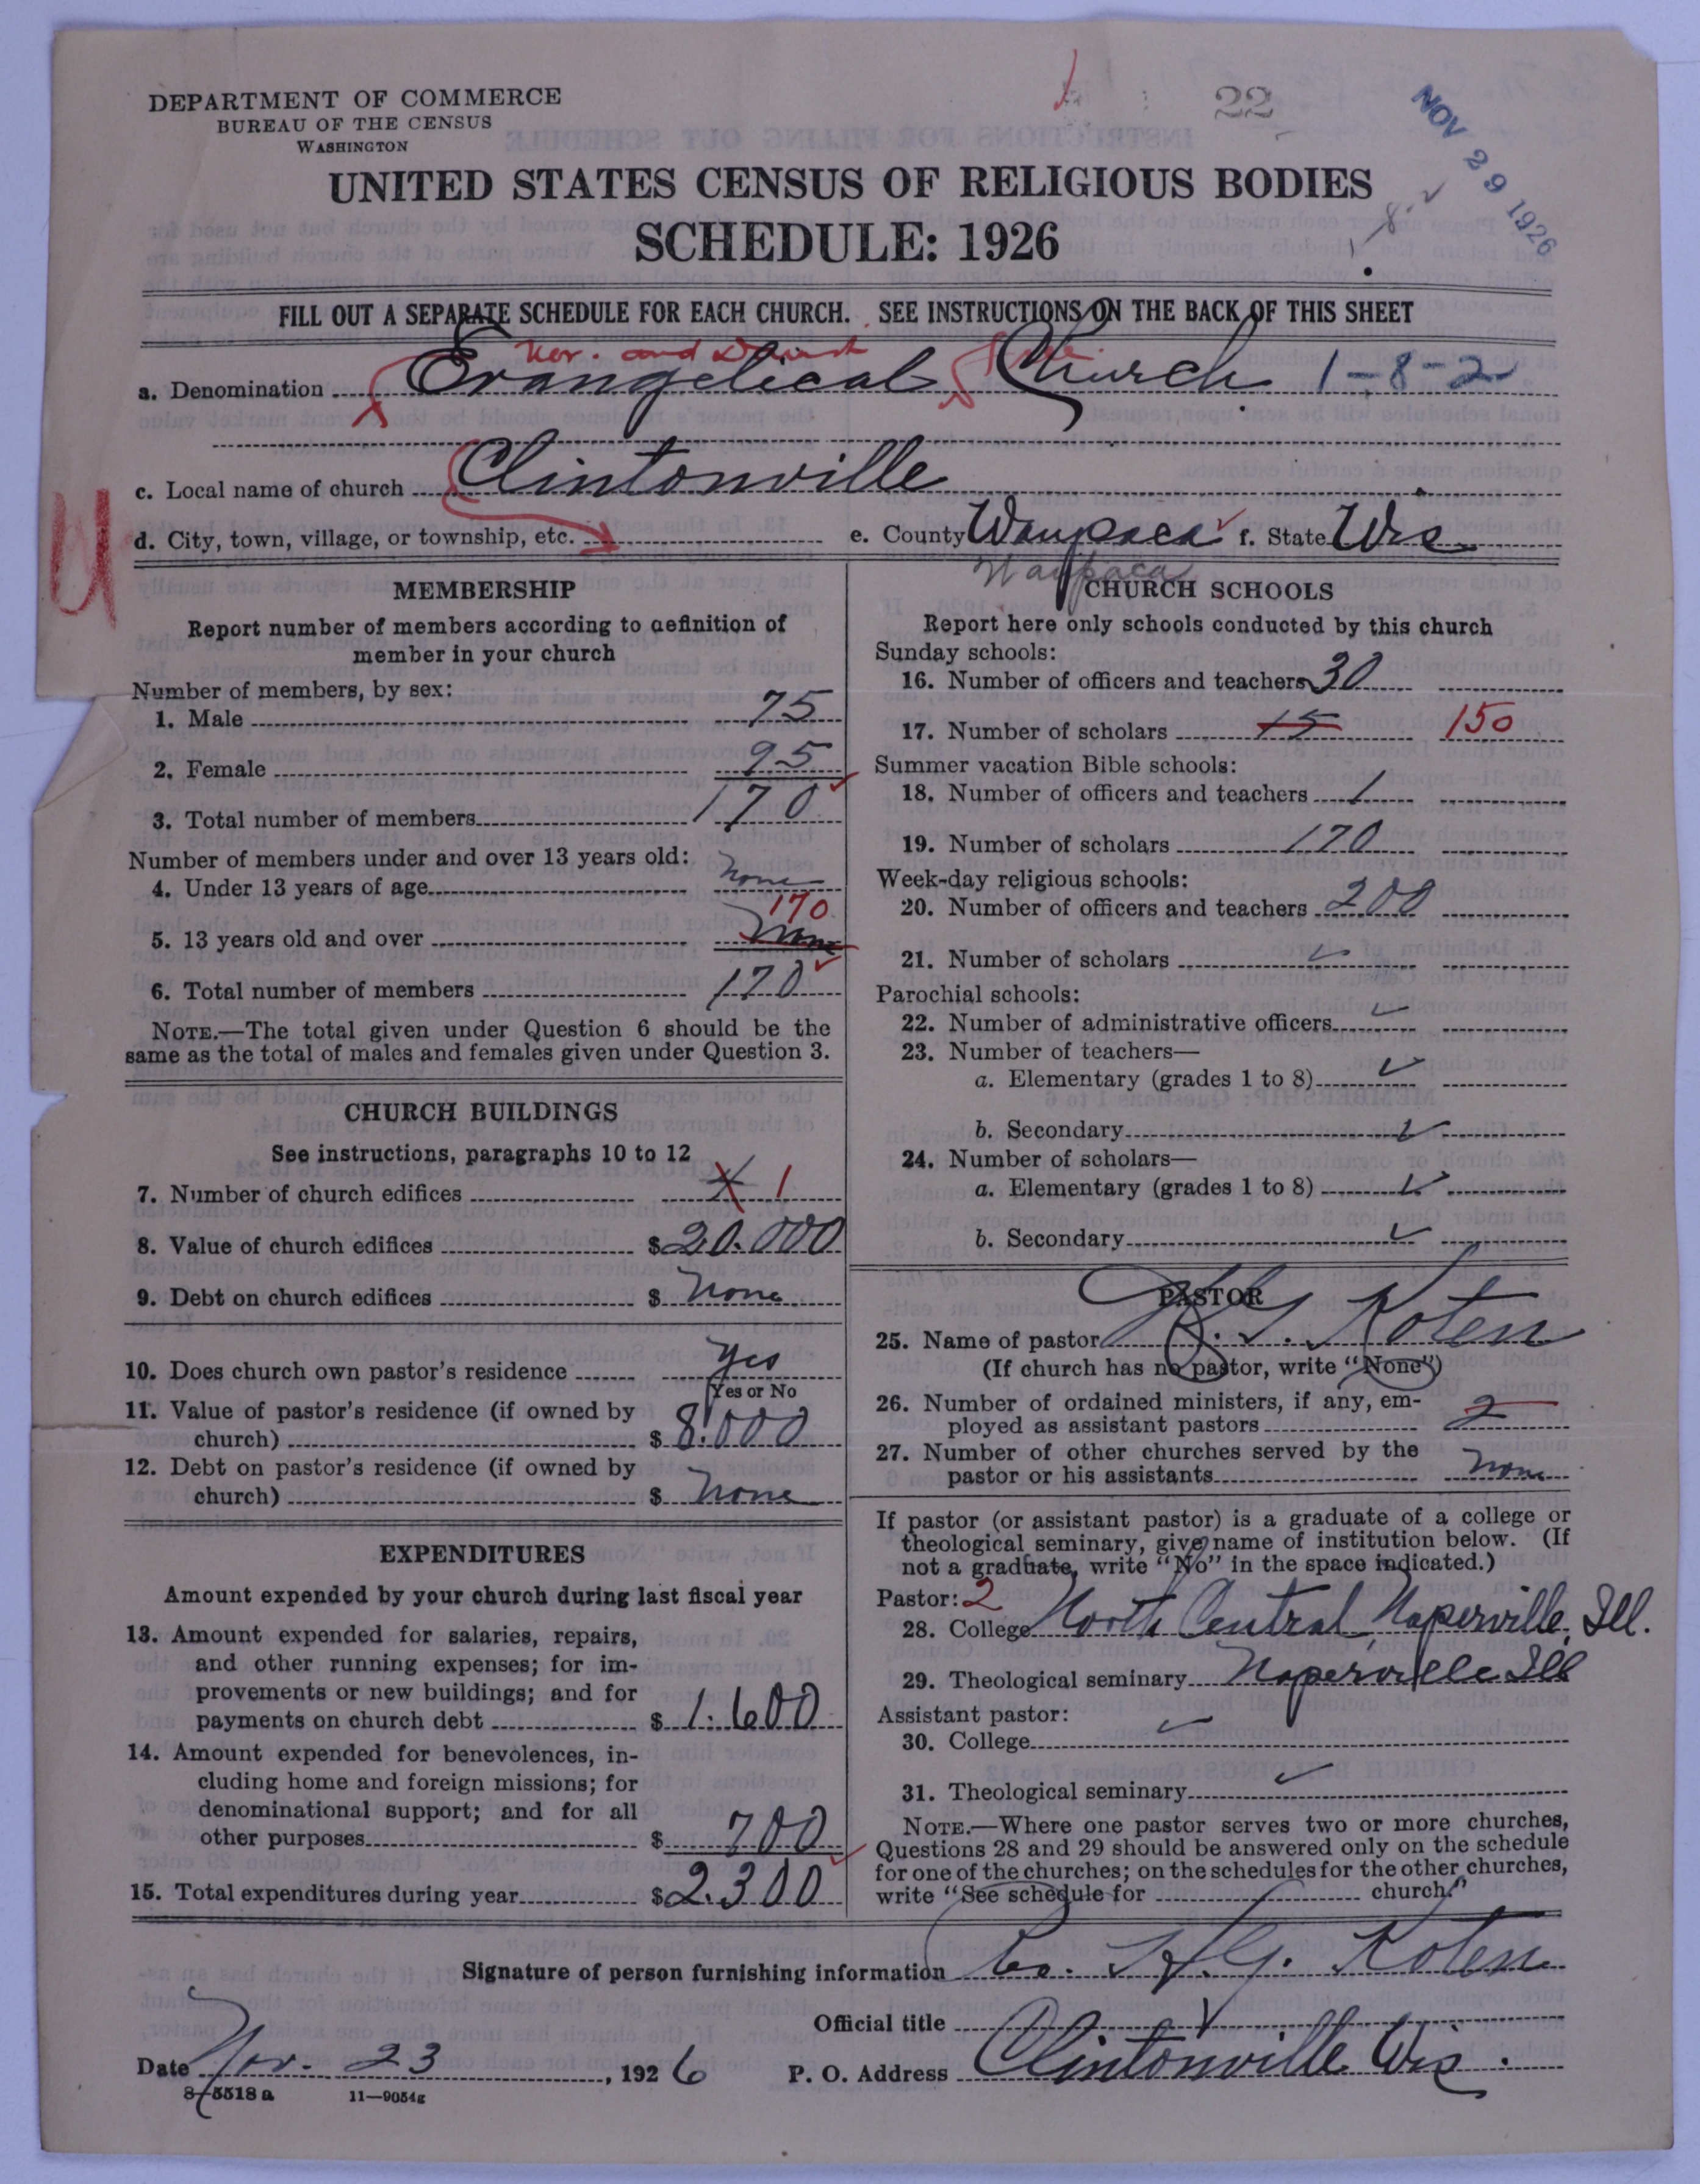 DEPARTMENT OF COMMERCE
BUREAU OF THE CENSUS
WASHINGTON
22
NOV 29 1926
UNITED STATES CENSUS OF RELIGIOUS BODIES
SCHEDULE: 1926
FILL OUT A SEPARATE SCHEDULE FOR EACH CHURCH. SEE INSTRUCTIONS ON THE BACK OF THIS SHEET
a. Denomination Evangelical Church 1-8-2
c. Local name of church Clintonville
d. City, town, village, or township, etc. e. County Waupaca f. State Wis
Waupaca
MEMBERSHIP
Report number of members according to definition of
member in your church
Number of members, by sex:
1. Male 75
2. Female 95
3. Total number of members 170
Number of members under and over 13 years old:
4. Under 13 years of age none
170
5. 13 years old and over none
6. Total number of members 170
NOTE.—The total given under Question 6 should be the
same as the total of males and females given under Question 3.
CHURCH BUILDINGS
See instructions, paragraphs 10 to 12
7. Number of church edifices 1
8. Value of church edifices $20.000
9. Debt on church edifices $ None
10. Does church own pastor's residence yes
Yes or No
11. Value of pastor's residence (if owned by
church) $ 8.000
12. Debt on pastor's residence (if owned by
church) $ none
EXPENDITURES
Amount expended by your church during last fiscal year
13. Amount expended for salaries, repairs,
and other running expenses; for im-
provements or new buildings; and for
payments on church debt $ 1.600
14. Amount expended for benevolences, in-
cluding home and foreign missions; for
denominational support; and for all
other purposes $ 700
15. Total expenditures during year $2.300
CHURCH SCHOOLS
Report here only schools conducted by this church
Sunday schools:
16. Number of officers and teachers 30
17. Number of scholars 15 150
Summer vacation Bible schools:
18. Number of officers and teachers 1
19. Number of scholars 170
Week-day religious schools:
20. Number of officers and teachers 200
21. Number of scholars
Parochial schools:
22. Number of administrative officers
23. Number of teachers—
a. Elementary (grades 1 to 8)
b. Secondary
24. Number of scholars—
a. Elementary (grades 1 to 8)
b. Secondary
PASTOR
25. Name of pastor H. G. Kolen
(If church has no pastor, write "None")
26. Number of ordained ministers, if any, em-
ployed as assistant pastors 2
27. Number of other churches served by the
pastor or his assistants none
If pastor (or assistant pastor) is a graduate of a college or
theological seminary, give name of institution below. (If
not a graduate, write "No" in the space indicated.)
Pastor: 2
28. College North Central Naperville, Ill.
29. Theological seminary Naperville Ill
Assistant pastor:
30. College
31. Theological seminary
NOTE.—Where one pastor serves two or more churches,
Questions 28 and 29 should be answered only on the schedule
for one of the churches; on the schedules for the other churches,
write "See schedule for church."
Signature of person furnishing information H. G. Kolen
Official title
Date Nov. 23, 1926 P. O. Address Clintonville Wis.
8-5518 a 11-9054g